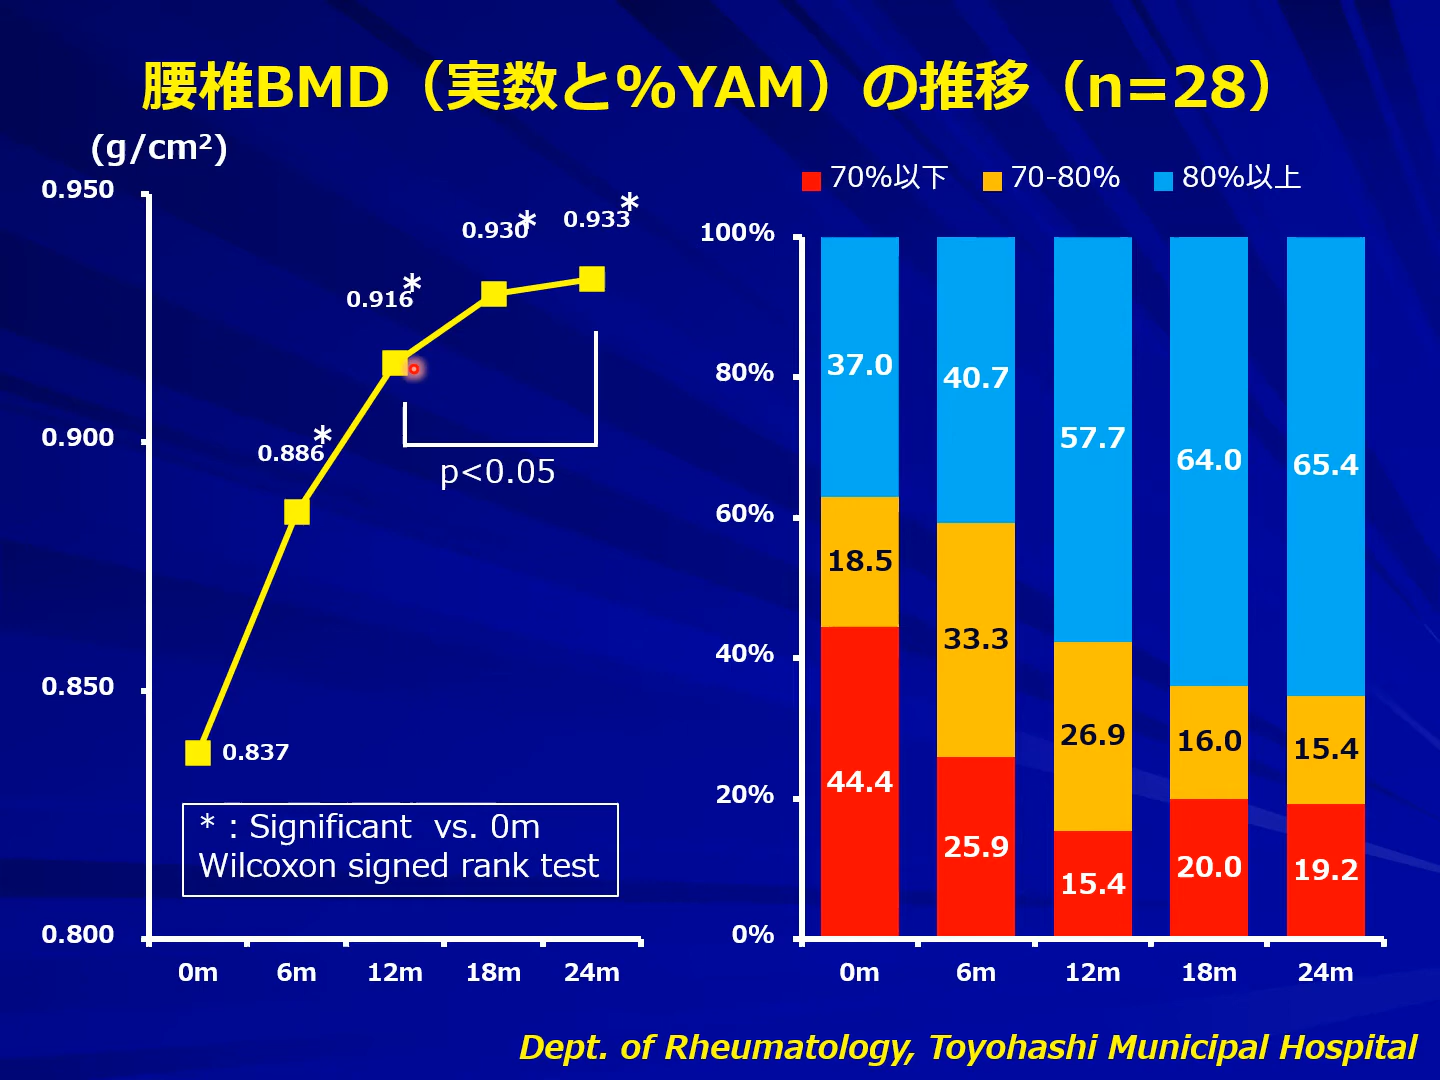 腰椎BMD（実数と%YAM）の推移（n=28）
(g/cm²)
0.950
0.900
0.850
0.800
0.837
0.886*
0.916*
0.930*
0.933*
p<0.05
* : Significant vs. 0m
Wilcoxon signed rank test
0m 6m 12m 18m 24m
70%以下 70-80% 80%以上
100%
80%
60%
40%
20%
0%
37.0 40.7 57.7 64.0 65.4
18.5 33.3 26.9 16.0 15.4
44.4 25.9 15.4 20.0 19.2
0m 6m 12m 18m 24m
Dept. of Rheumatology, Toyohashi Municipal Hospital